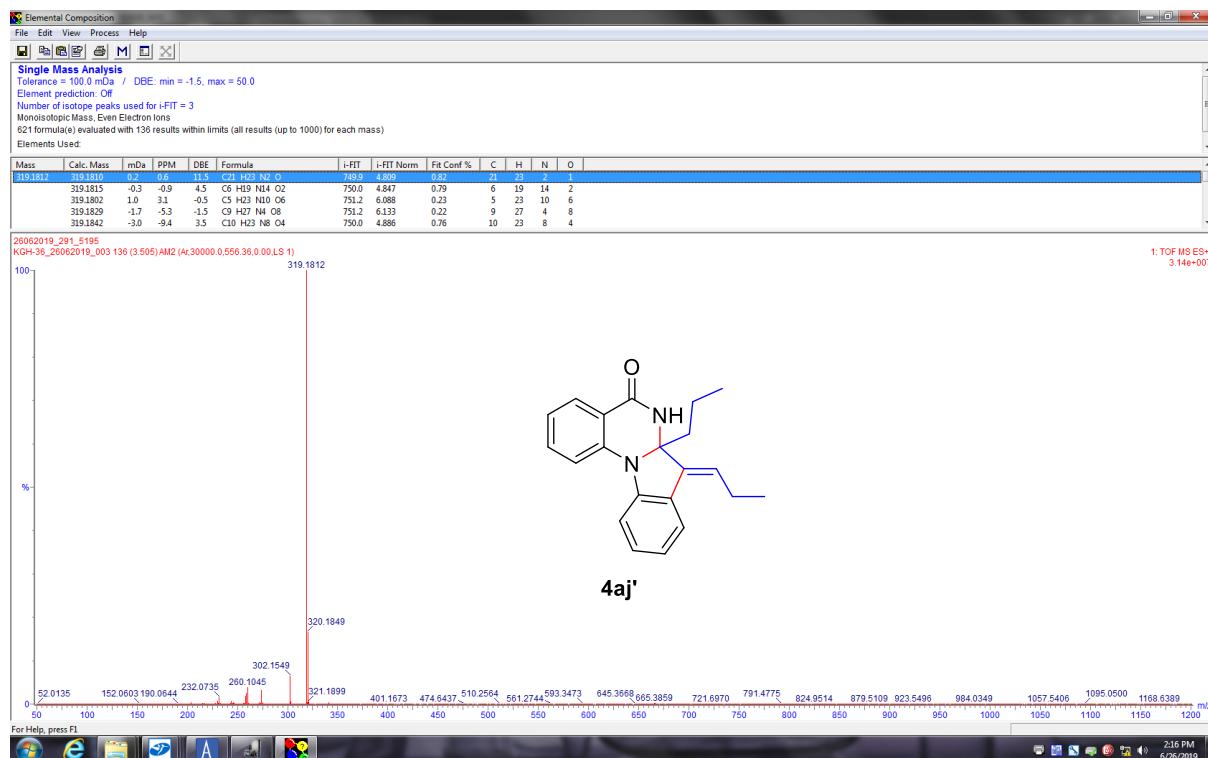 Elemental Composition
File Edit View Process Help
Single Mass Analysis
Tolerance = 100.0 mDa / DBE: min = -1.5, max = 50.0
Element prediction: Off
Number of isotope peaks used for i-FIT = 3
Monoisotopic Mass, Even Electron Ions
621 formula(e) evaluated with 136 results within limits (all results (up to 1000) for each mass)
Elements Used:
Mass Calc. Mass mDa PPM DBE Formula i-FIT i-FIT Norm Fit Conf % C H N O
319.1812 319.1810 0.2 0.6 11.5 C21 H23 N2 O 749.9 4.809 0.82 21 23 2 1
319.1815 -0.3 -0.9 4.5 C6 H19 N14 O2 750.0 4.847 0.79 6 19 14 2
319.1802 1.0 3.1 -0.5 C5 H23 N10 O6 751.2 6.088 0.23 5 23 10 6
319.1829 -1.7 -5.3 -1.5 C9 H27 N4 O8 751.2 6.133 0.22 9 27 4 8
319.1842 -3.0 -9.4 3.5 C10 H23 N8 O4 750.0 4.886 0.76 10 23 8 4
26062019_291_5195
KGH-36_26062019_003 136 (3.505) AM2 (Ar,30000.0,556.36,0.00,LS 1)
1: TOF MS ES+
3.14e+007
100
319.1812
O
NH
N
%
4aj'
320.1849
302.1549
52.0135 152.0603 190.0644 232.0735 260.1045 321.1899 401.1673 474.6437 510.2564 561.2744 593.3473 645.3668 665.3859 721.6970 791.4775 824.9514 879.5109 923.5496 984.0349 1057.5406 1095.0500 1168.6389
0
m/z
50 100 150 200 250 300 350 400 450 500 550 600 650 700 750 800 850 900 950 1000 1050 1100 1150 1200
For Help, press F1
2:16 PM
6/26/2019